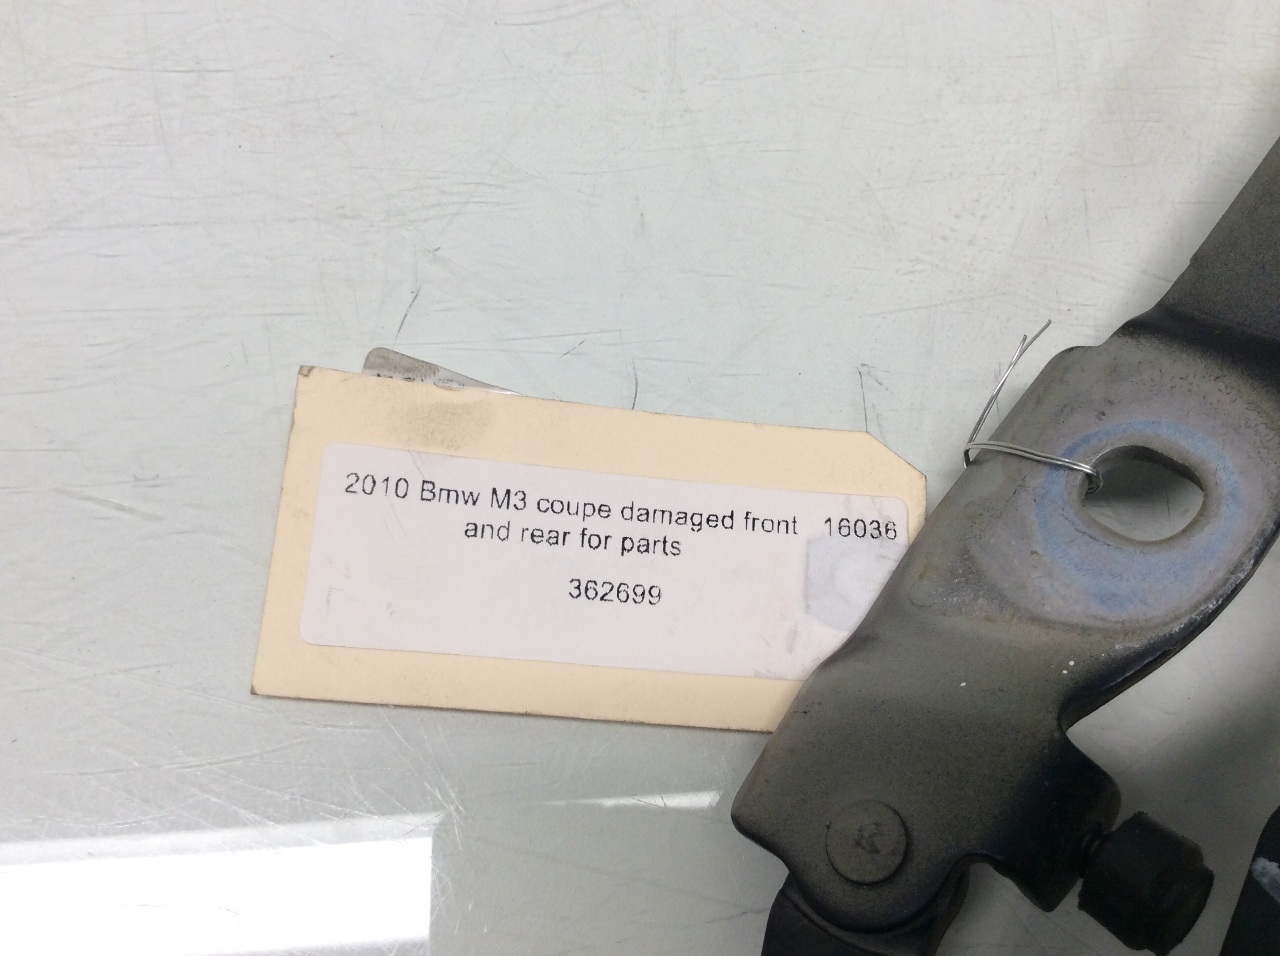 2010 Bmw M3 coupe damaged front 16036
and rear for parts
362699